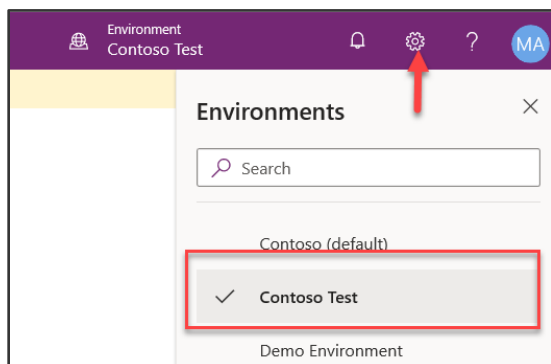 Environment
Contoso Test
?
MA
Environments
Search
Contoso (default)
Contoso Test
Demo Environment